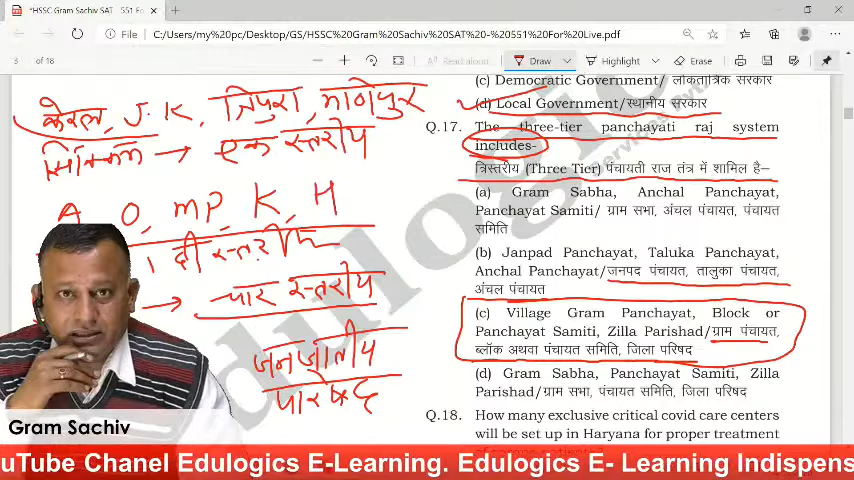 *HSSC Gram Sachiv SAT - 551 Fo
File
C:/Users/my pc/Desktop/GS/HSSC%20Gram%20Sachiv%20SAT%20-%20551%20For%20Live.pdf
3 of 18
Draw
Highlight
Erase
केरल, J.K, त्रिपुरा, मणिपुर
सिक्किम → एक स्तरीय
A, O, MP, K, H
→ चार स्तरीय
जनजातीय
परिषद
(c) Democratic Government/ लोकतांत्रिक सरकार
(d) Local Government/स्थानीय सरकार
Q.17 The three-tier panchayati raj system
includes-
त्रिस्तरीय (Three Tier) पंचायती राज तंत्र में शामिल है–
(a) Gram Sabha, Anchal Panchayat,
Panchayat Samiti/ ग्राम सभा, अंचल पंचायत, पंचायत
समिति
(b) Janpad Panchayat, Taluka Panchayat,
Anchal Panchayat/जनपद पंचायत, तालुका पंचायत,
अंचल पंचायत
(c) Village Gram Panchayat, Block or
Panchayat Samiti, Zilla Parishad/ग्राम पंचायत,
ब्लॉक अथवा पंचायत समिति, जिला परिषद
(d) Gram Sabha, Panchayat Samiti, Zilla
Parishad/ग्राम सभा, पंचायत समिति, जिला परिषद
Q.18 How many exclusive critical covid care centers
will be set up in Haryana for proper treatment
Gram Sachiv
uTube Chanel Edulogics E-Learning. Edulogics E- Learning Indispens